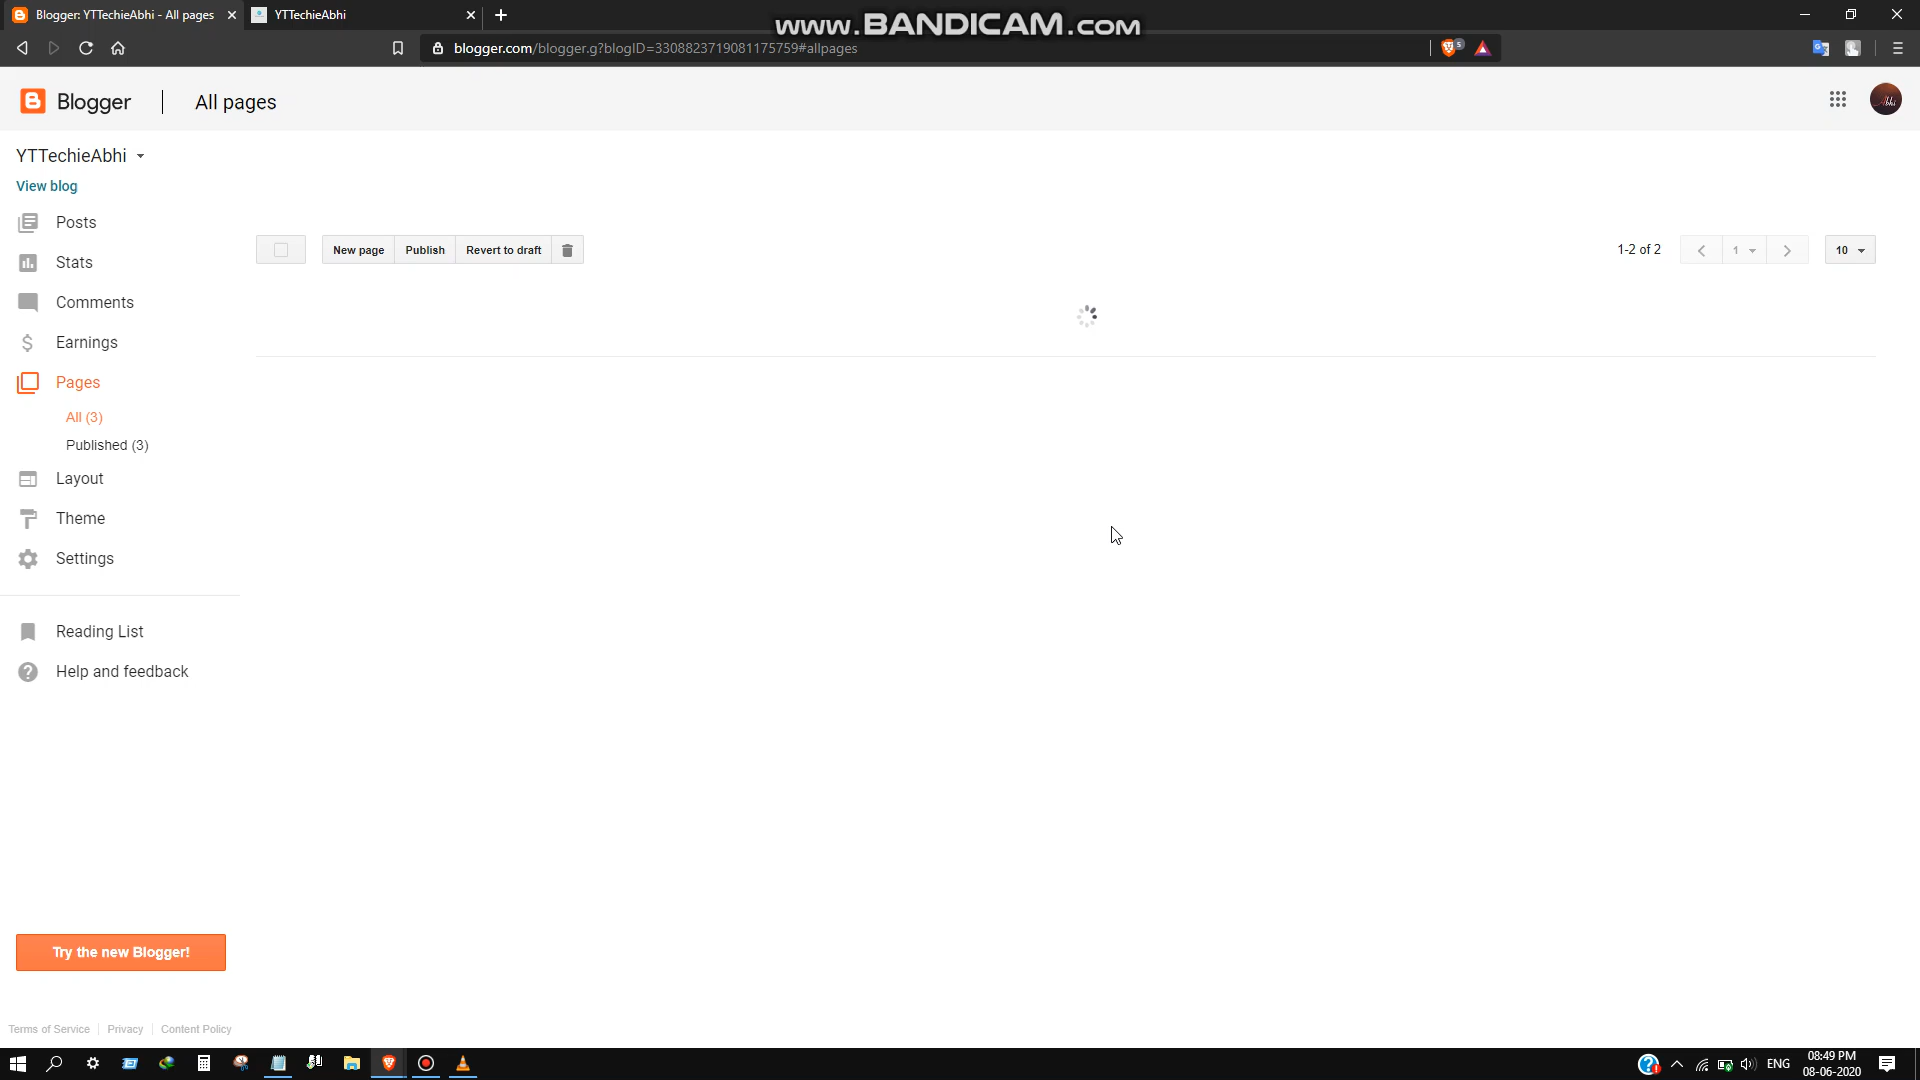 Blogger: YTTechieAbhi - All pages
YTTechieAbhi
www.BANDICAM.com
blogger.com/blogger.g?blogID=3308823719081175759#allpages
5
Blogger
All pages
Abhi
YTTechieAbhi
View blog
Posts
Stats
Comments
Earnings
Pages
All (3)
Published (3)
Layout
Theme
Settings
Reading List
Help and feedback
New page
Publish
Revert to draft
1-2 of 2
1
10
Try the new Blogger!
Terms of Service
Privacy
Content Policy
ENG
08:49 PM
08-06-2020